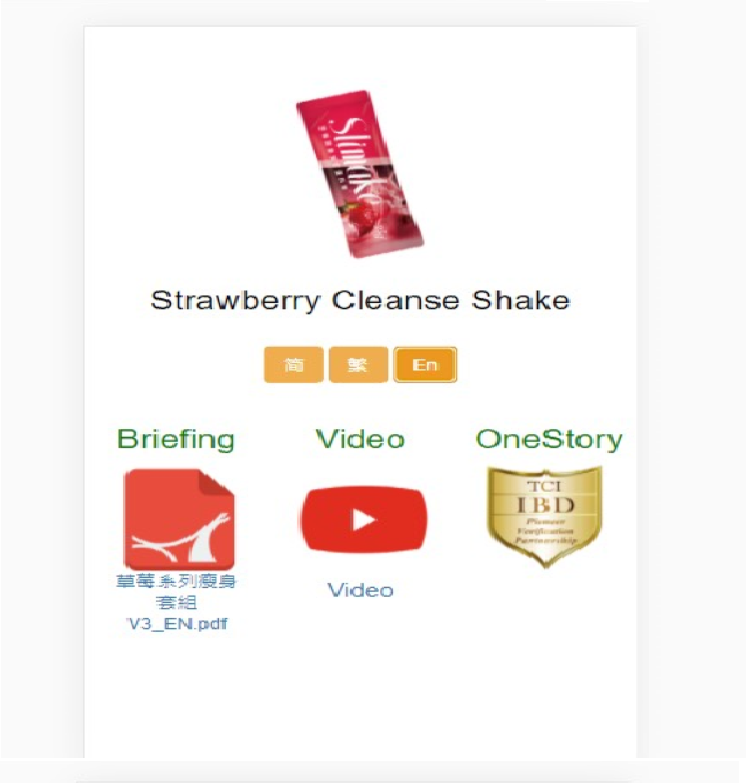 Slimaks
Strawberry Cleanse Shake
简 繁 En
Briefing Video OneStory
TCI
IBD
Pioneer
Verification
Partnership
草莓系列瘦身
套組
V3_EN.pdf
Video